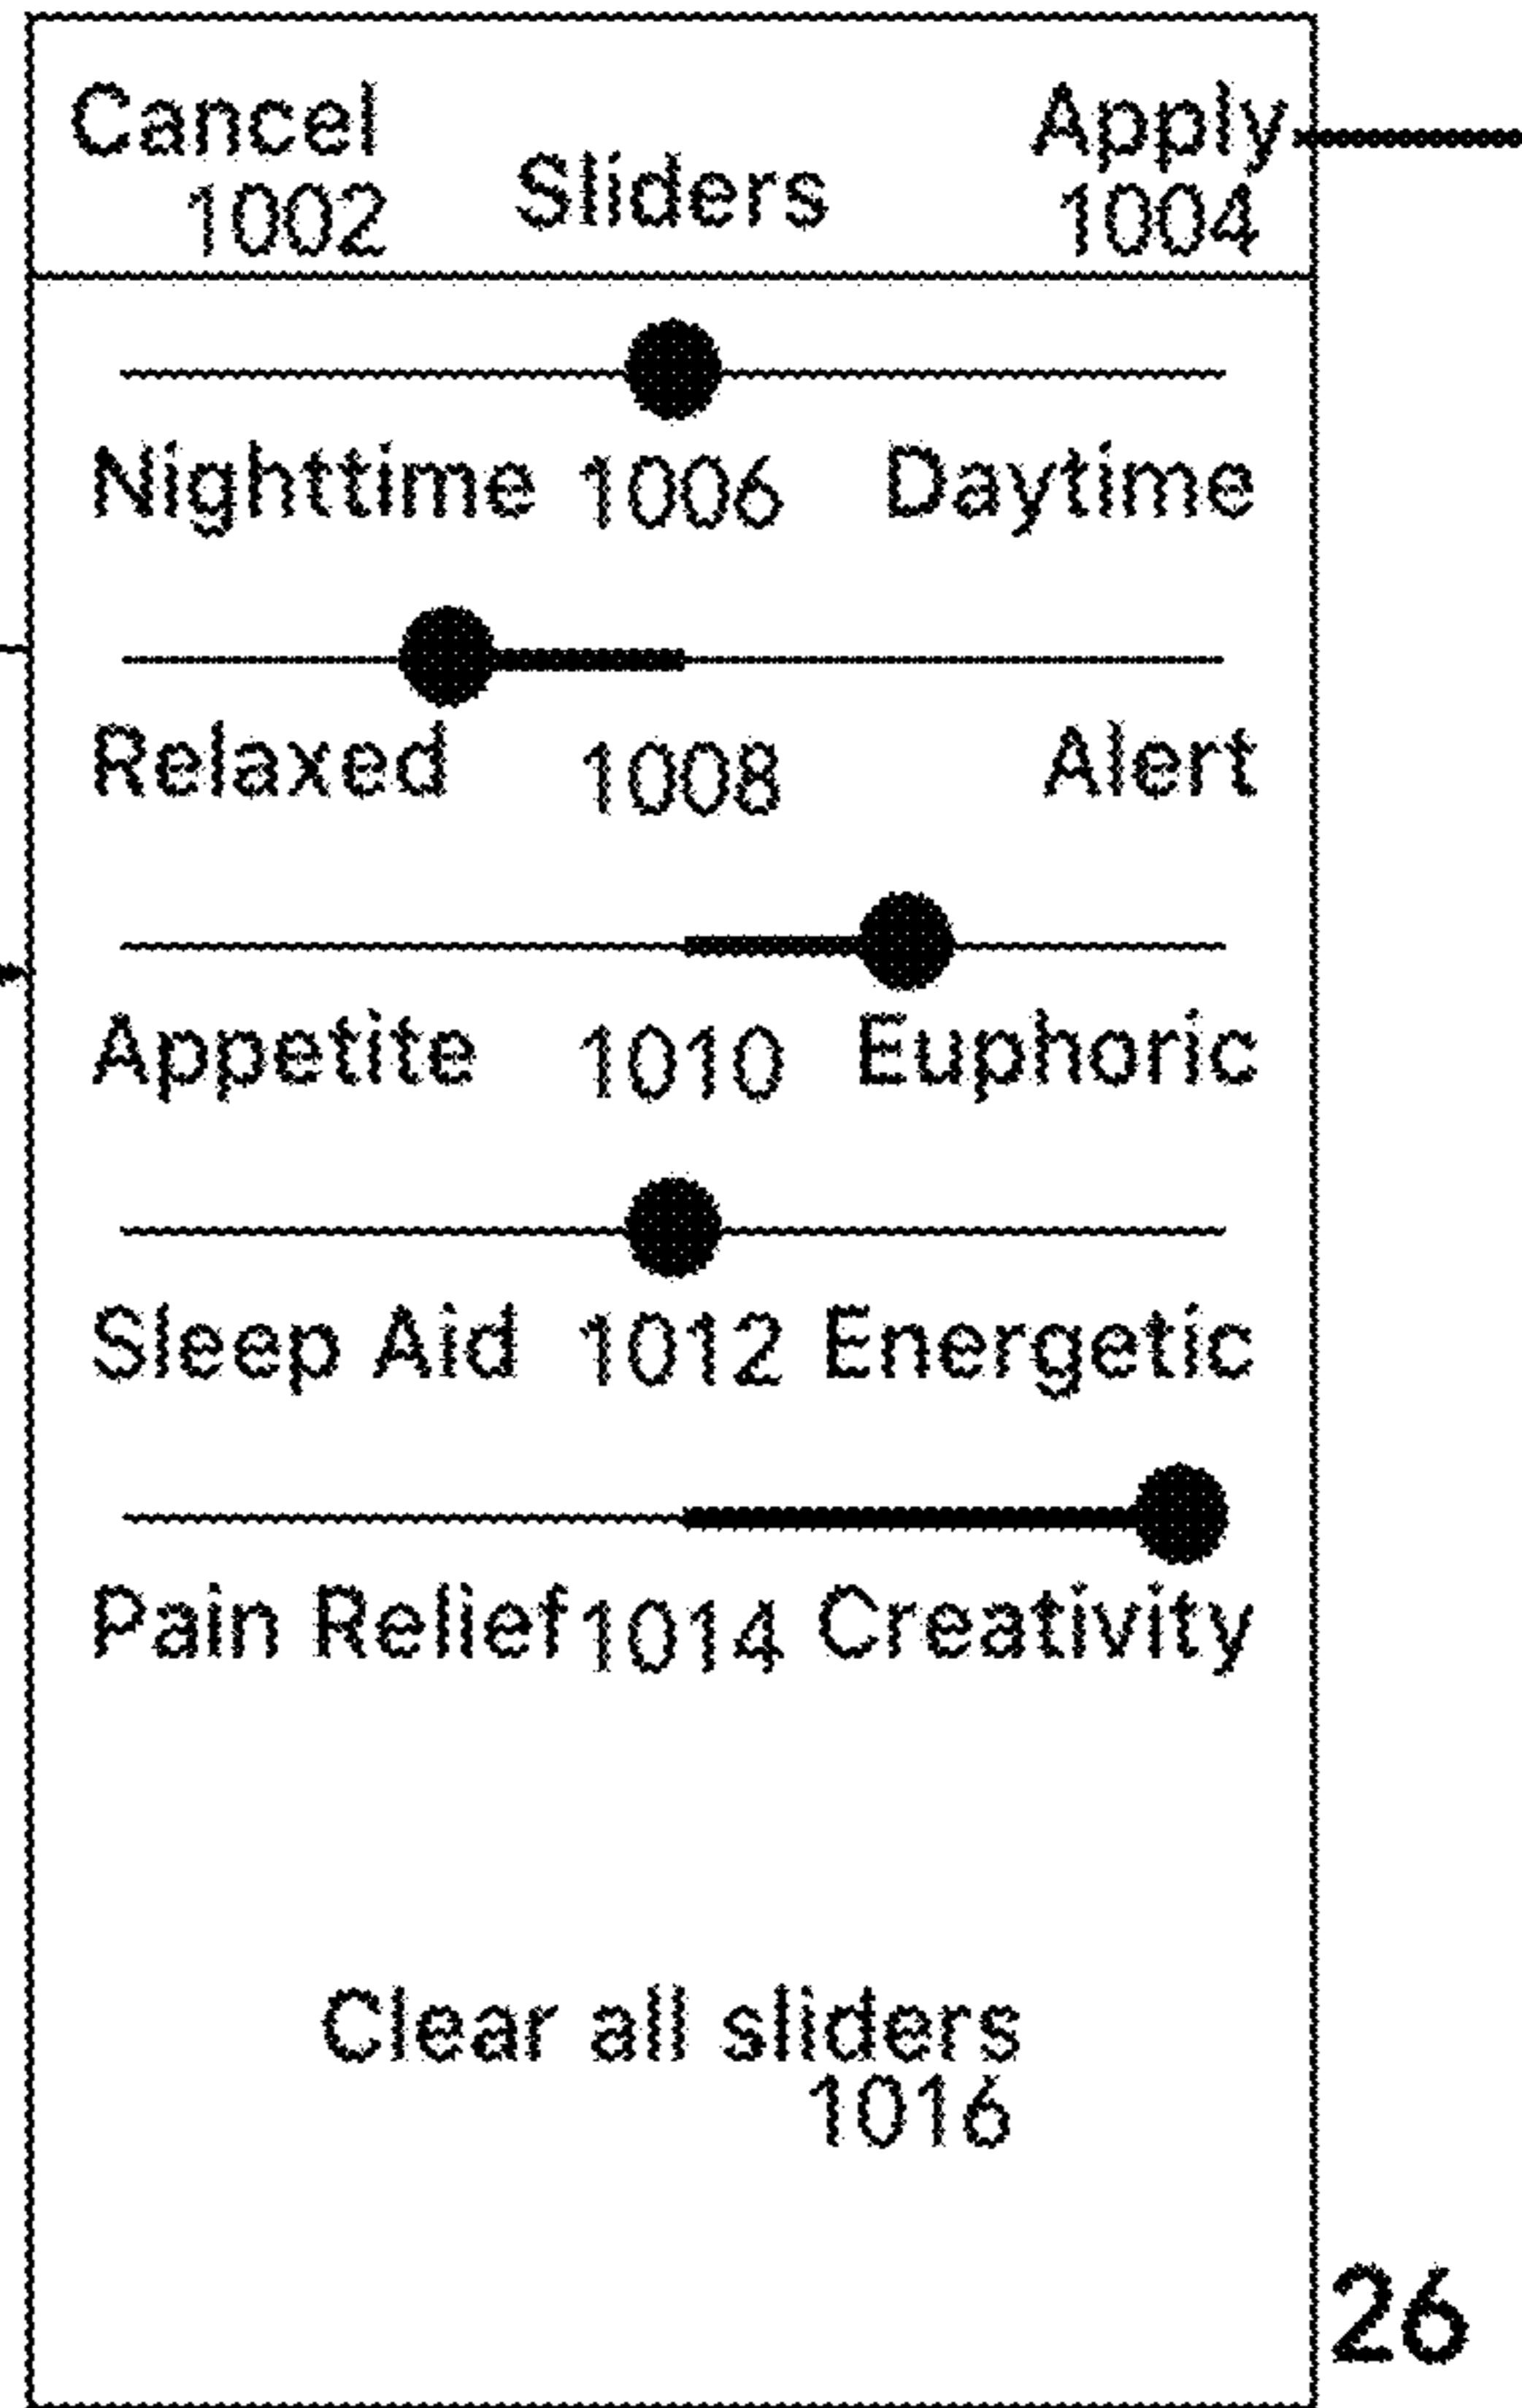 Cancel Sliders Apply
1002 1004
Nighttime 1006 Daytime
Relaxed 1008 Alert
Appetite 1010 Euphoric
Sleep Aid 1012 Energetic
Pain Relief 1014 Creativity
Clear all sliders
1016
26